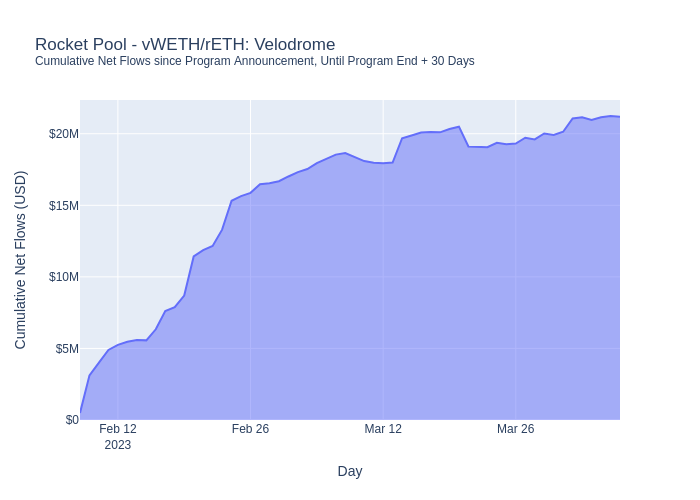 Rocket Pool - vWETH/rETH: Velodrome
Cumulative Net Flows since Program Announcement, Until Program End + 30 Days
Cumulative Net Flows (USD)
$20M
$15M
$10M
$5M
$0
Feb 12
2023
Feb 26
Mar 12
Mar 26
Day